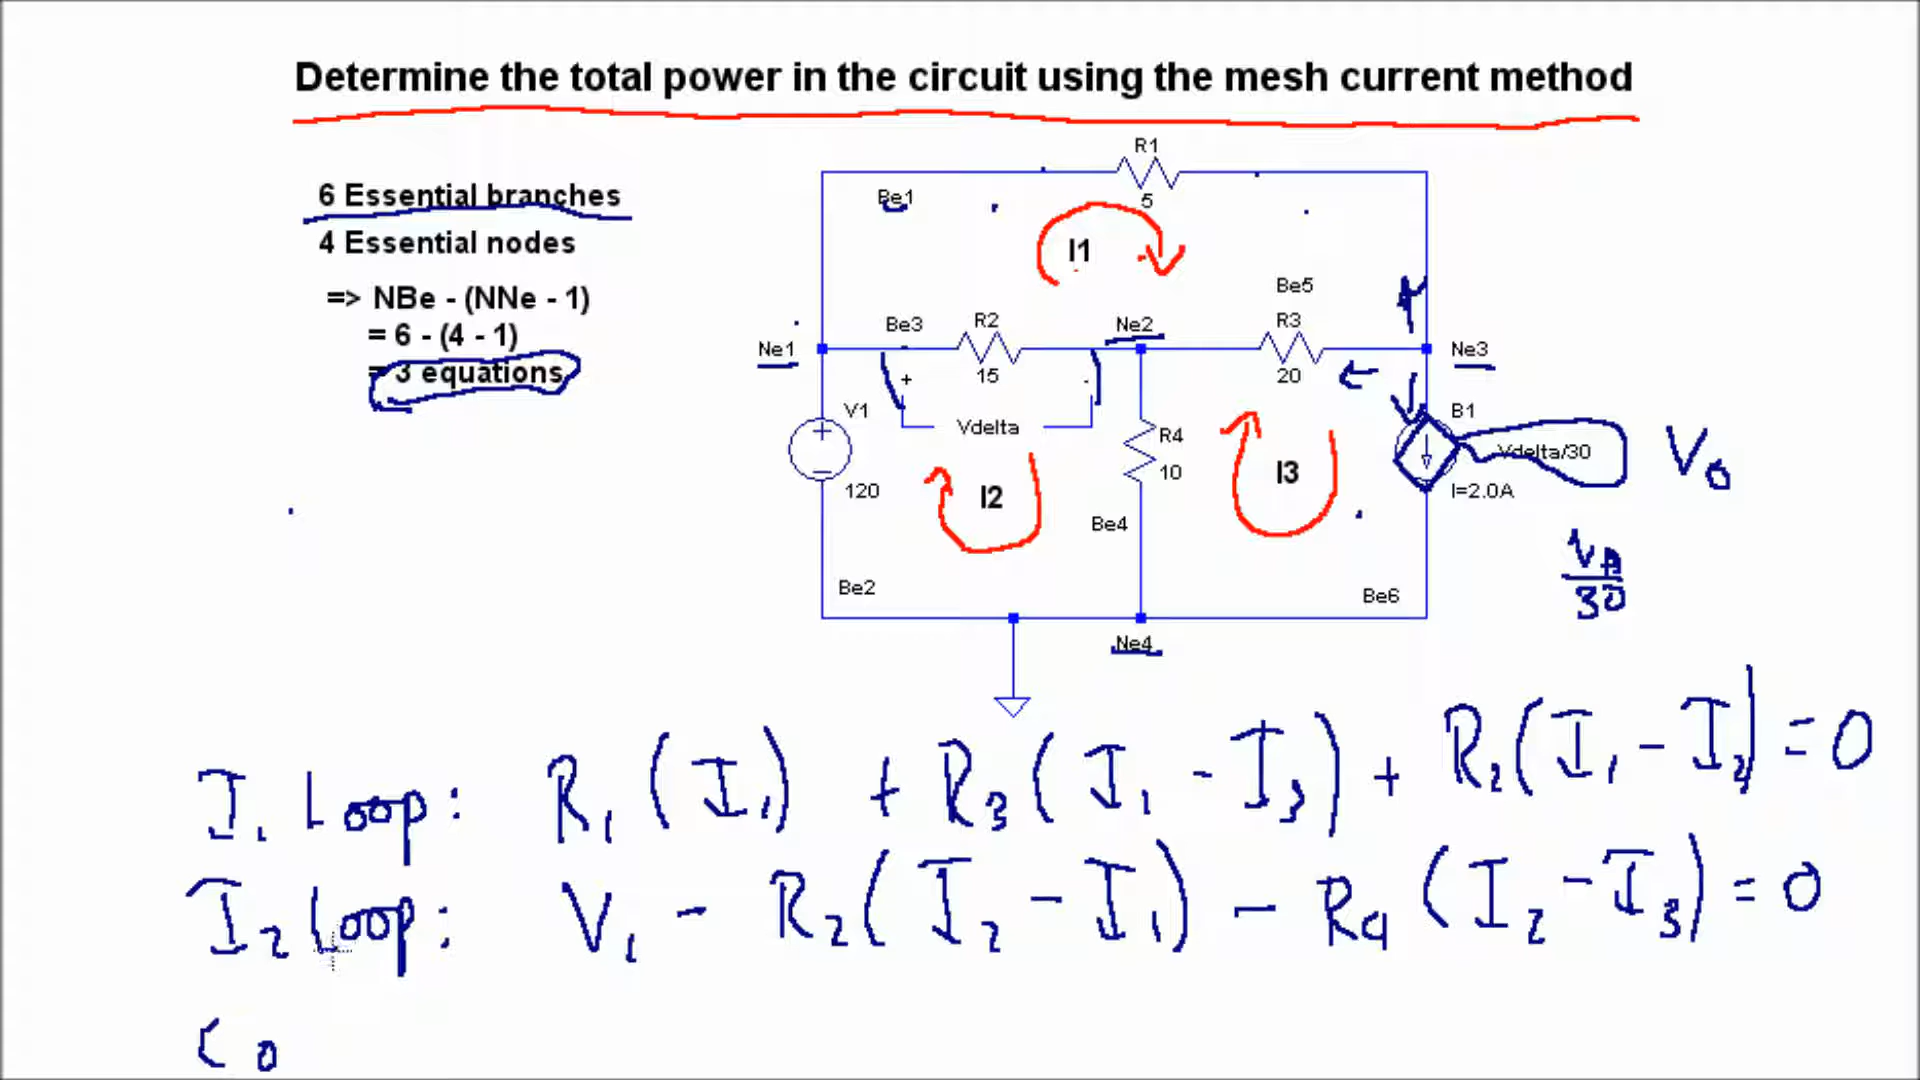 Determine the total power in the circuit using the mesh current method
6 Essential branches
4 Essential nodes
=> NBe - (NNe - 1)
= 6 - (4 - 1)
= 3 equations
R1
5
Be1
I1
Be5
Be3
R2
15
Ne2
R3
20
Ne1
Ne3
+
-
Vdelta
V1
120
R4
10
B1
Vdelta/30
I=2.0A
I2
I3
Be4
Be2
Be6
Ne4
30
I1 Loop: R1 (I1) + R3 (I1 - I3) + R2 (I1 - I2) = 0
I2 Loop: V1 - R2 (I2 - I1) - R4 (I2 - I3) = 0
Co